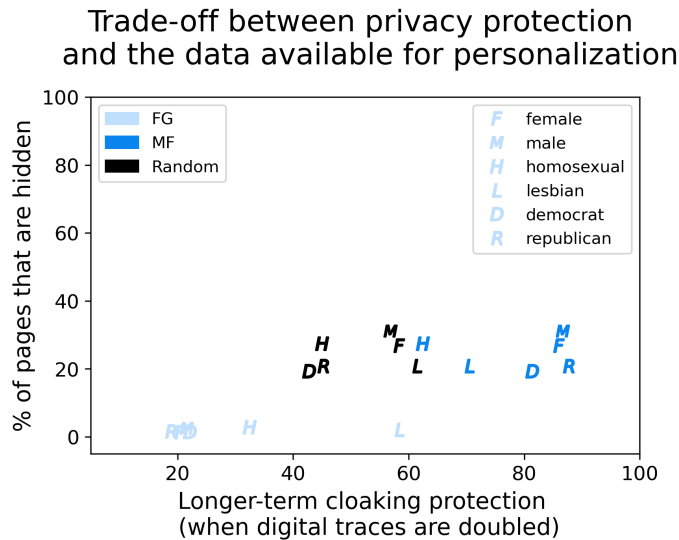 Trade-off between privacy protection
and the data available for personalization
100
80
60
40
20
0
% of pages that are hidden
FG
MF
Random
F female
M male
H homosexual
L lesbian
D democrat
R republican
M
H F H M F
D R L L D R
R M D H L
20 40 60 80 100
Longer-term cloaking protection
(when digital traces are doubled)